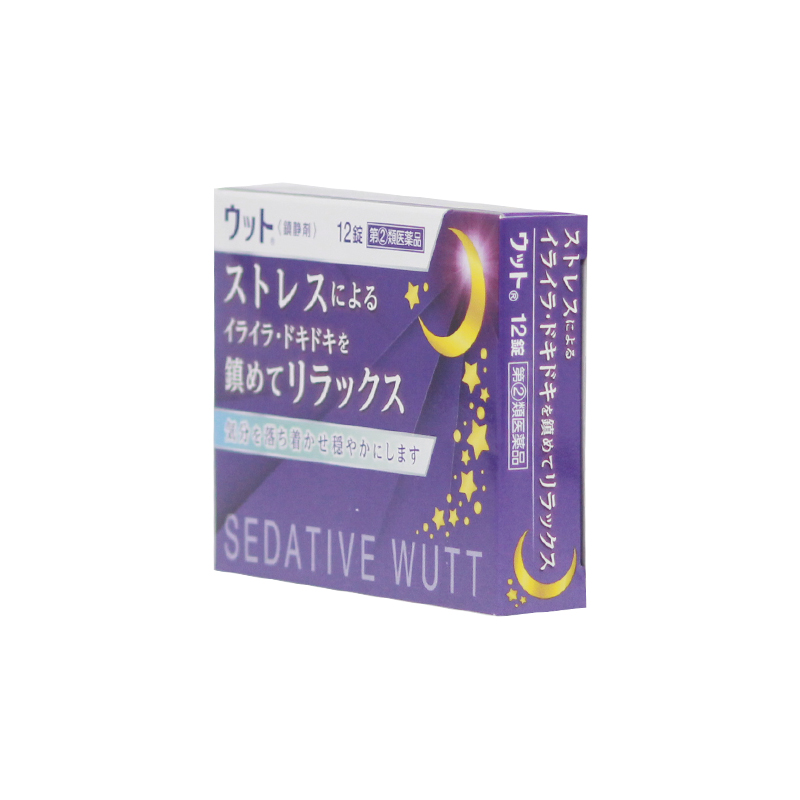 ウット® 〈鎮静剤〉 12錠 第②類医薬品
ストレスによる
イライラ・ドキドキを
鎮めてリラックス
気分を落ち着かせ穏やかにします
SEDATIVE WUTT
ストレスによる
イライラ・ドキドキを鎮めてリラックス
ウット® 12錠 第②類医薬品